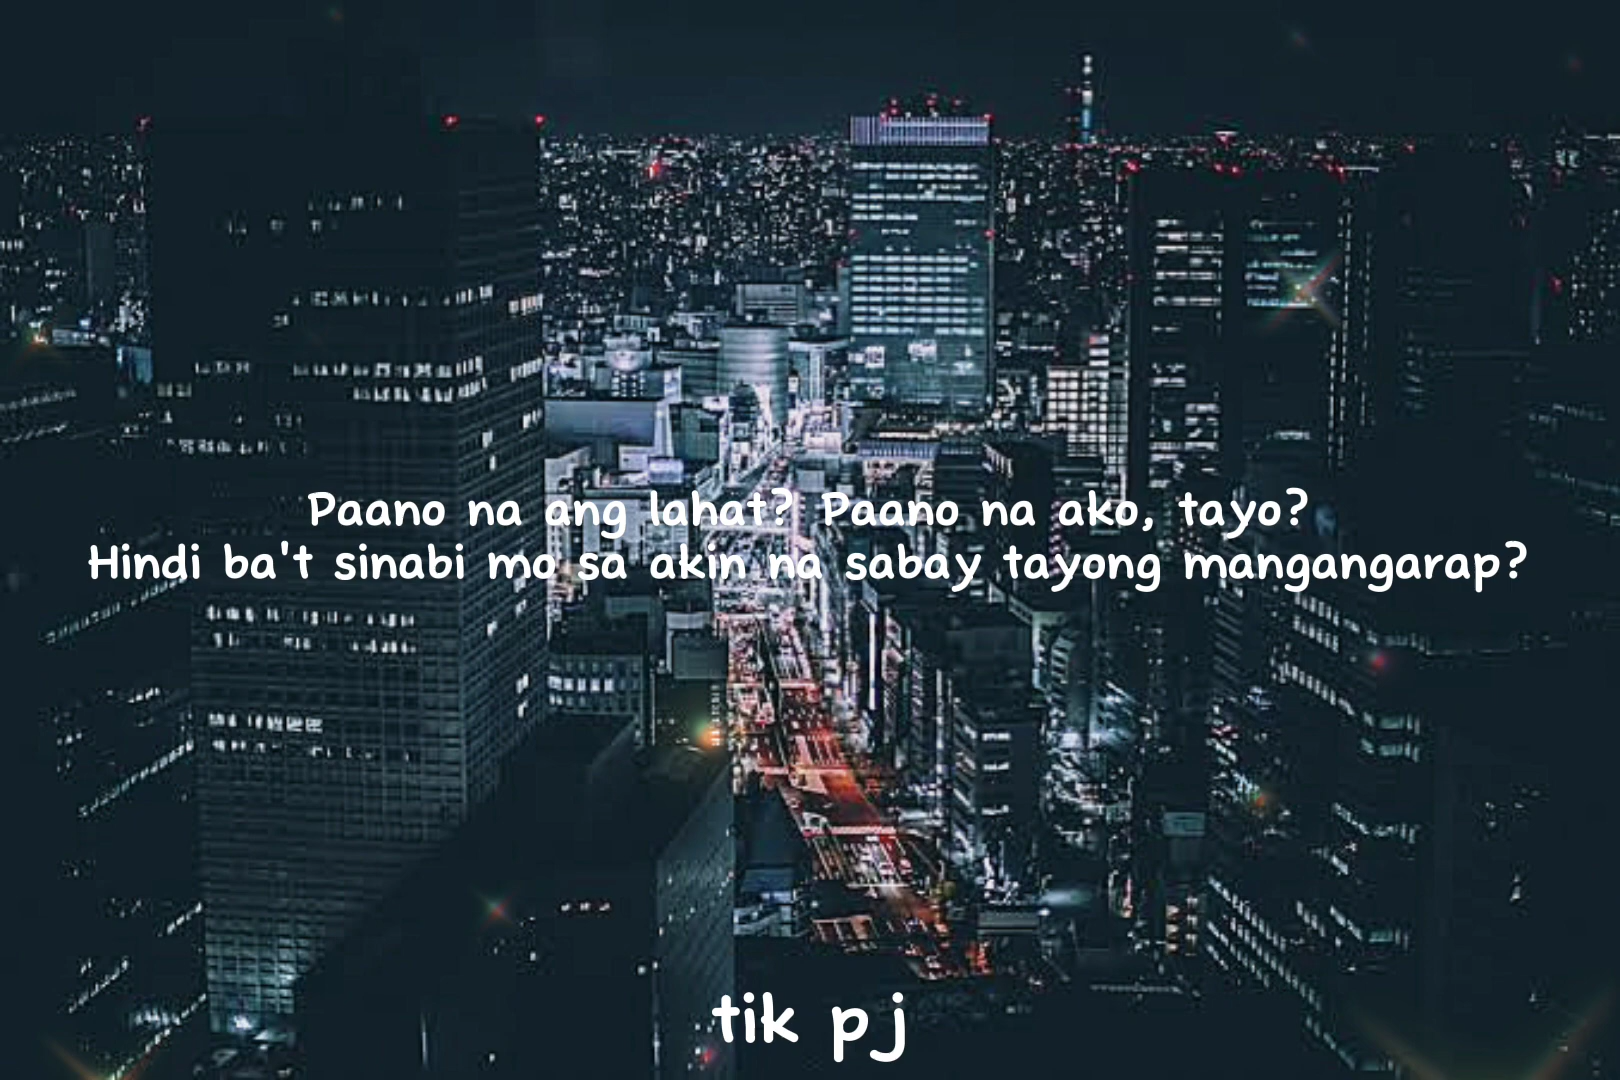 Paano na ang lahat? Paano na ako, tayo?
Hindi ba't sinabi mo sa akin na sabay tayong mangangarap?
tik pj